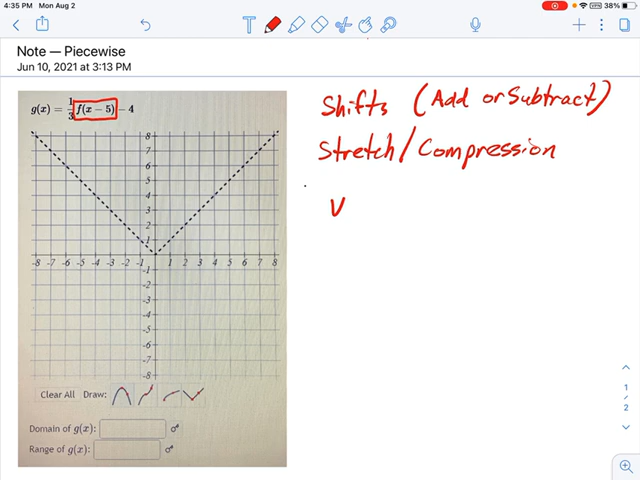 4:35 PM Mon Aug 2
VPN 38%
T
Note — Piecewise
Jun 10, 2021 at 3:13 PM
g(x) = 1/3 f(x − 5) − 4
Shifts (Add or Subtract)
Stretch/Compression
V
8
7
6
5
4
3
2
1
-8 -7 -6 -5 -4 -3 -2 -1 1 2 3 4 5 6 7 8
-1
-2
-3
-4
-5
-6
-7
-8
Clear All Draw:
Domain of g(x):
Range of g(x):
1
/
2